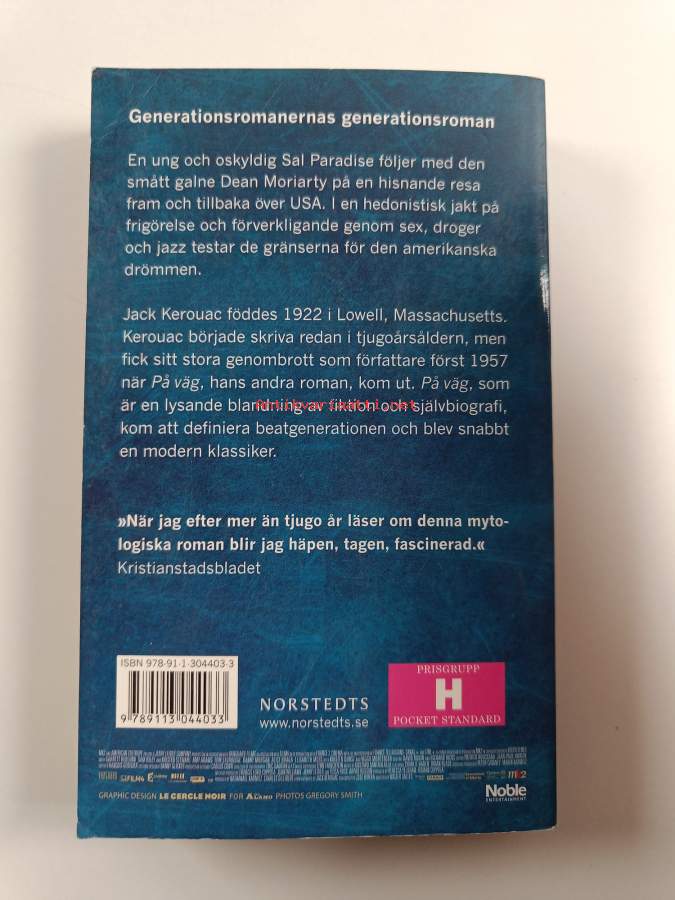 Generationsromanernas generationsroman
En ung och oskyldig Sal Paradise följer med den
smått galne Dean Moriarty på en hisnande resa
fram och tillbaka över USA. I en hedonistisk jakt på
frigörelse och förverkligande genom sex, droger
och jazz testar de gränserna för den amerikanska
drömmen.
Jack Kerouac föddes 1922 i Lowell, Massachusetts.
Kerouac började skriva redan i tjugoårsåldern, men
fick sitt stora genombrott som författare först 1957
när På väg, hans andra roman, kom ut. På väg, som
är en lysande blandning av fiktion och självbiografi,
kom att definiera beatgenerationen och blev snabbt
en modern klassiker.
»När jag efter mer än tjugo år läser om denna myto-
logiska roman blir jag häpen, tagen, fascinerad.«
Kristianstadsbladet
ISBN 978-91-1-304403-3
9 789113 044033
NORSTEDTS
www.norstedts.se
PRISGRUPP
H
POCKET STANDARD
GRAPHIC DESIGN LE CERCLE NOIR FOR PHOTOS GREGORY SMITH
Noble
ENTERTAINMENT